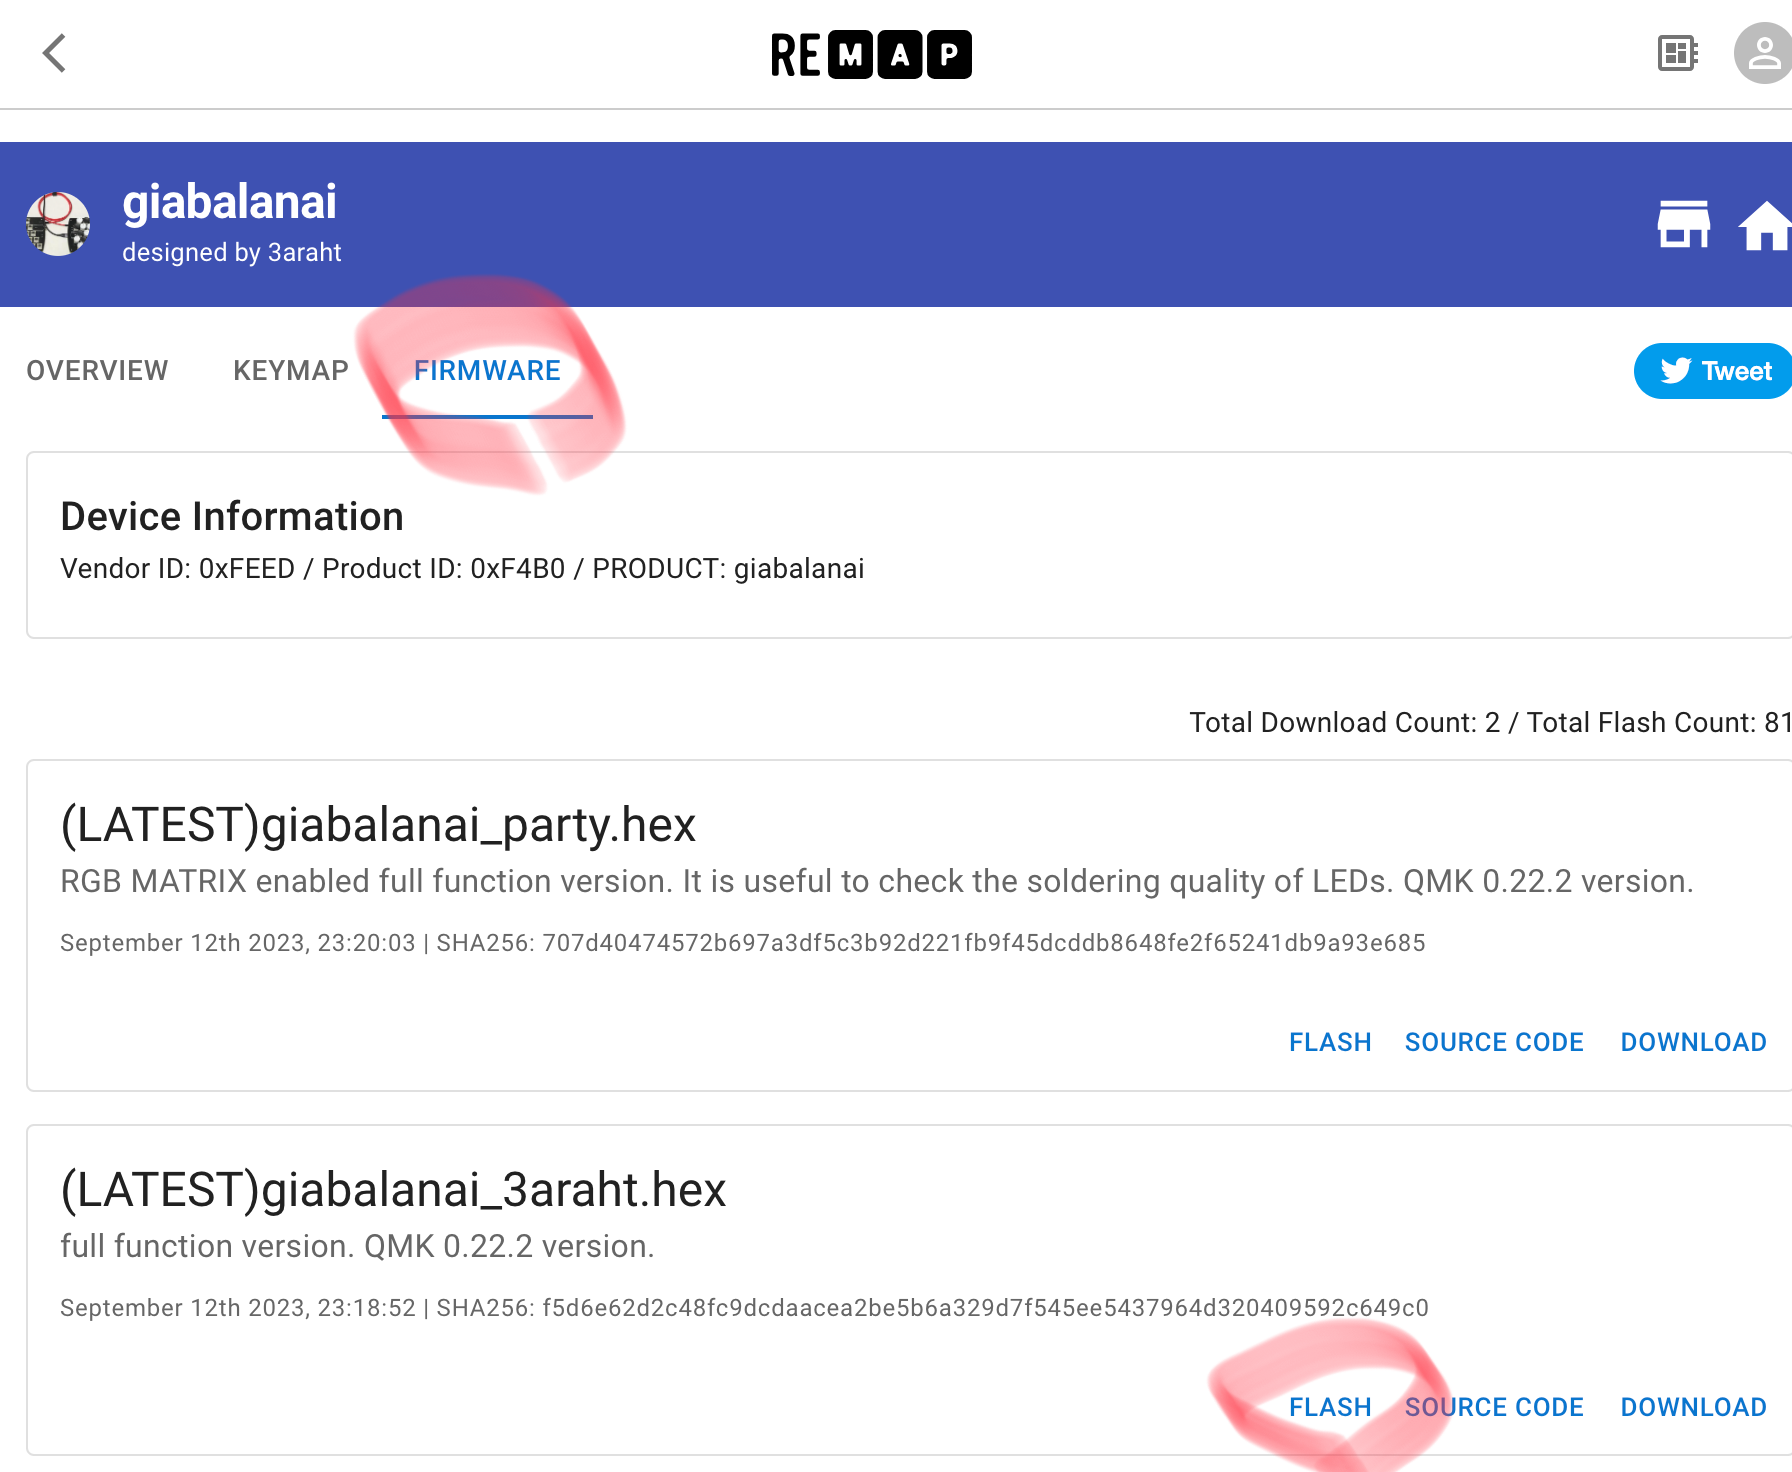 REMAP
giabalanai
designed by 3araht
OVERVIEW KEYMAP FIRMWARE
Tweet
Device Information
Vendor ID: 0xFEED / Product ID: 0xF4B0 / PRODUCT: giabalanai
Total Download Count: 2 / Total Flash Count: 81
(LATEST)giabalanai_party.hex
RGB MATRIX enabled full function version. It is useful to check the soldering quality of LEDs. QMK 0.22.2 version.
September 12th 2023, 23:20:03 | SHA256: 707d40474572b697a3df5c3b92d221fb9f45dcddb8648fe2f65241db9a93e685
FLASH SOURCE CODE DOWNLOAD
(LATEST)giabalanai_3araht.hex
full function version. QMK 0.22.2 version.
September 12th 2023, 23:18:52 | SHA256: f5d6e62d2c48fc9dcdaacea2be5b6a329d7f545ee5437964d320409592c649c0
FLASH SOURCE CODE DOWNLOAD